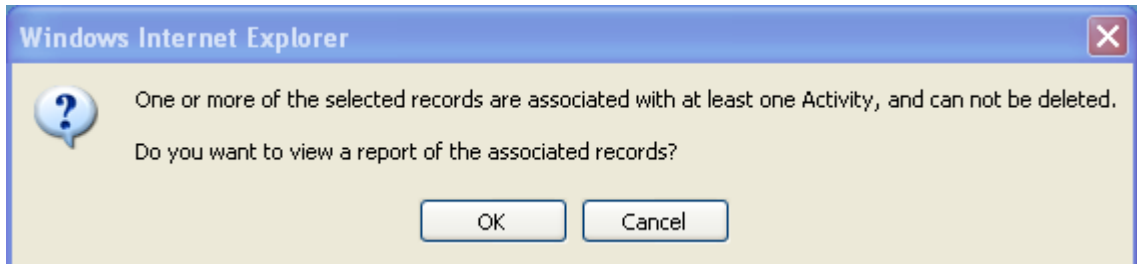 Windows Internet Explorer
One or more of the selected records are associated with at least one Activity, and can not be deleted.
Do you want to view a report of the associated records?
OK
Cancel